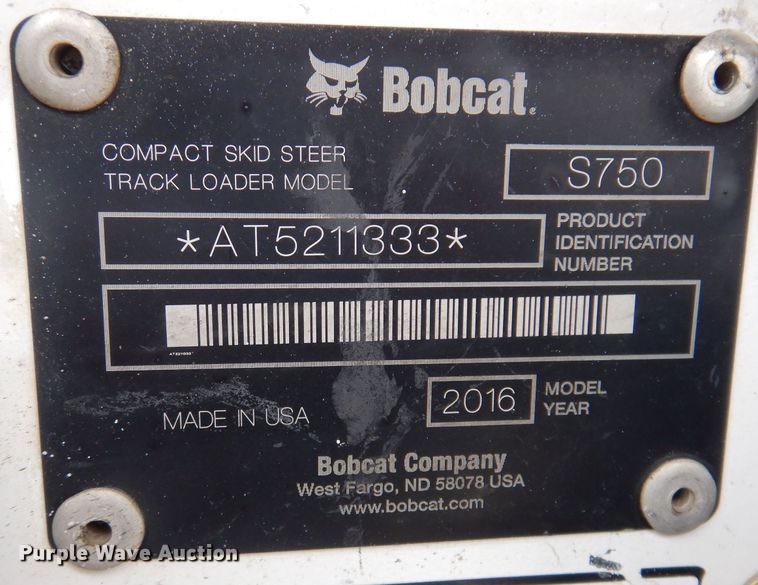 Bobcat®
COMPACT SKID STEER
TRACK LOADER MODEL
S750
*AT5211333*
PRODUCT
IDENTIFICATION
NUMBER
MADE IN USA
2016
MODEL
YEAR
Bobcat Company
West Fargo, ND 58078 USA
www.bobcat.com
Purple Wave Auction